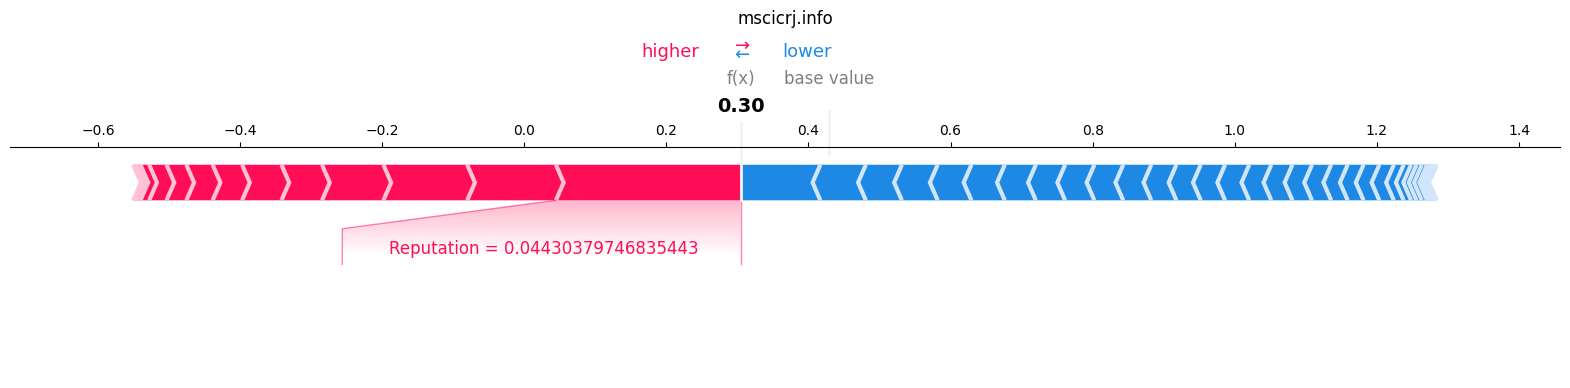 mscicrj.info
higher → ← lower
f(x) base value
0.30
−0.6 −0.4 −0.2 0.0 0.2 0.4 0.6 0.8 1.0 1.2 1.4
Reputation = 0.04430379746835443